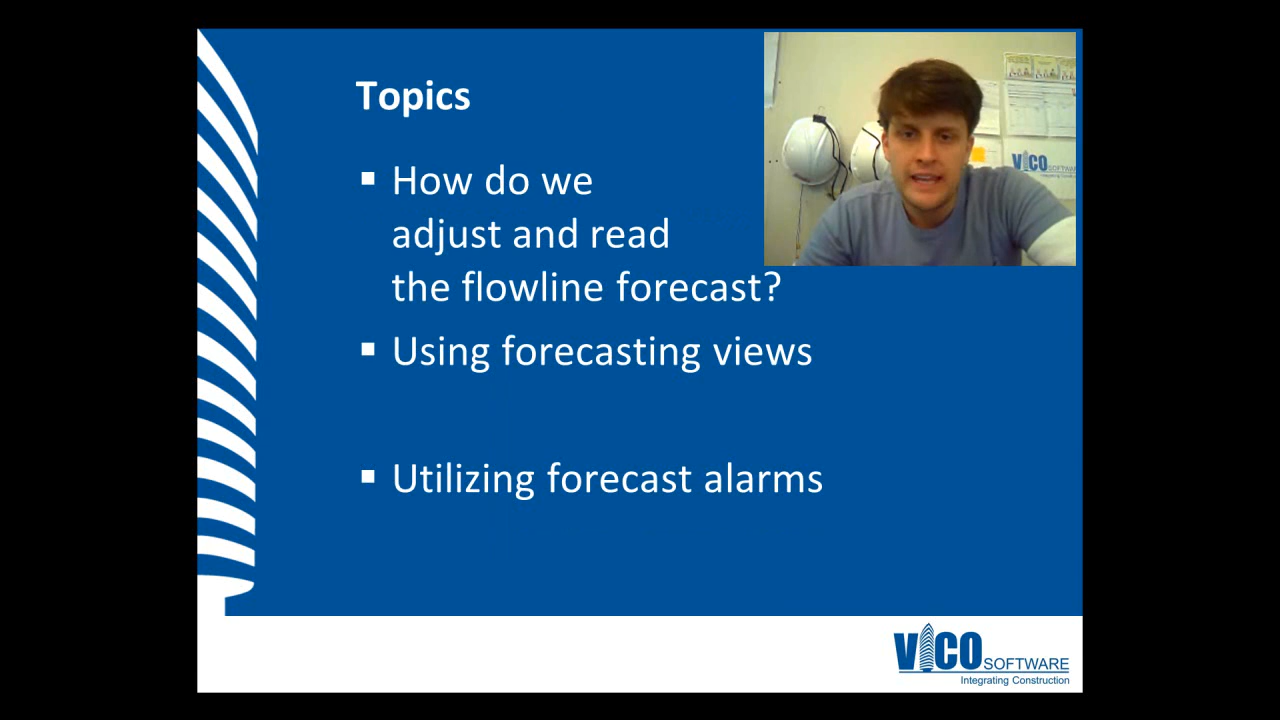 Topics
▪ How do we
adjust and read
the flowline forecast?
▪ Using forecasting views
▪ Utilizing forecast alarms
VICO
VICO SOFTWARE
Integrating Construction